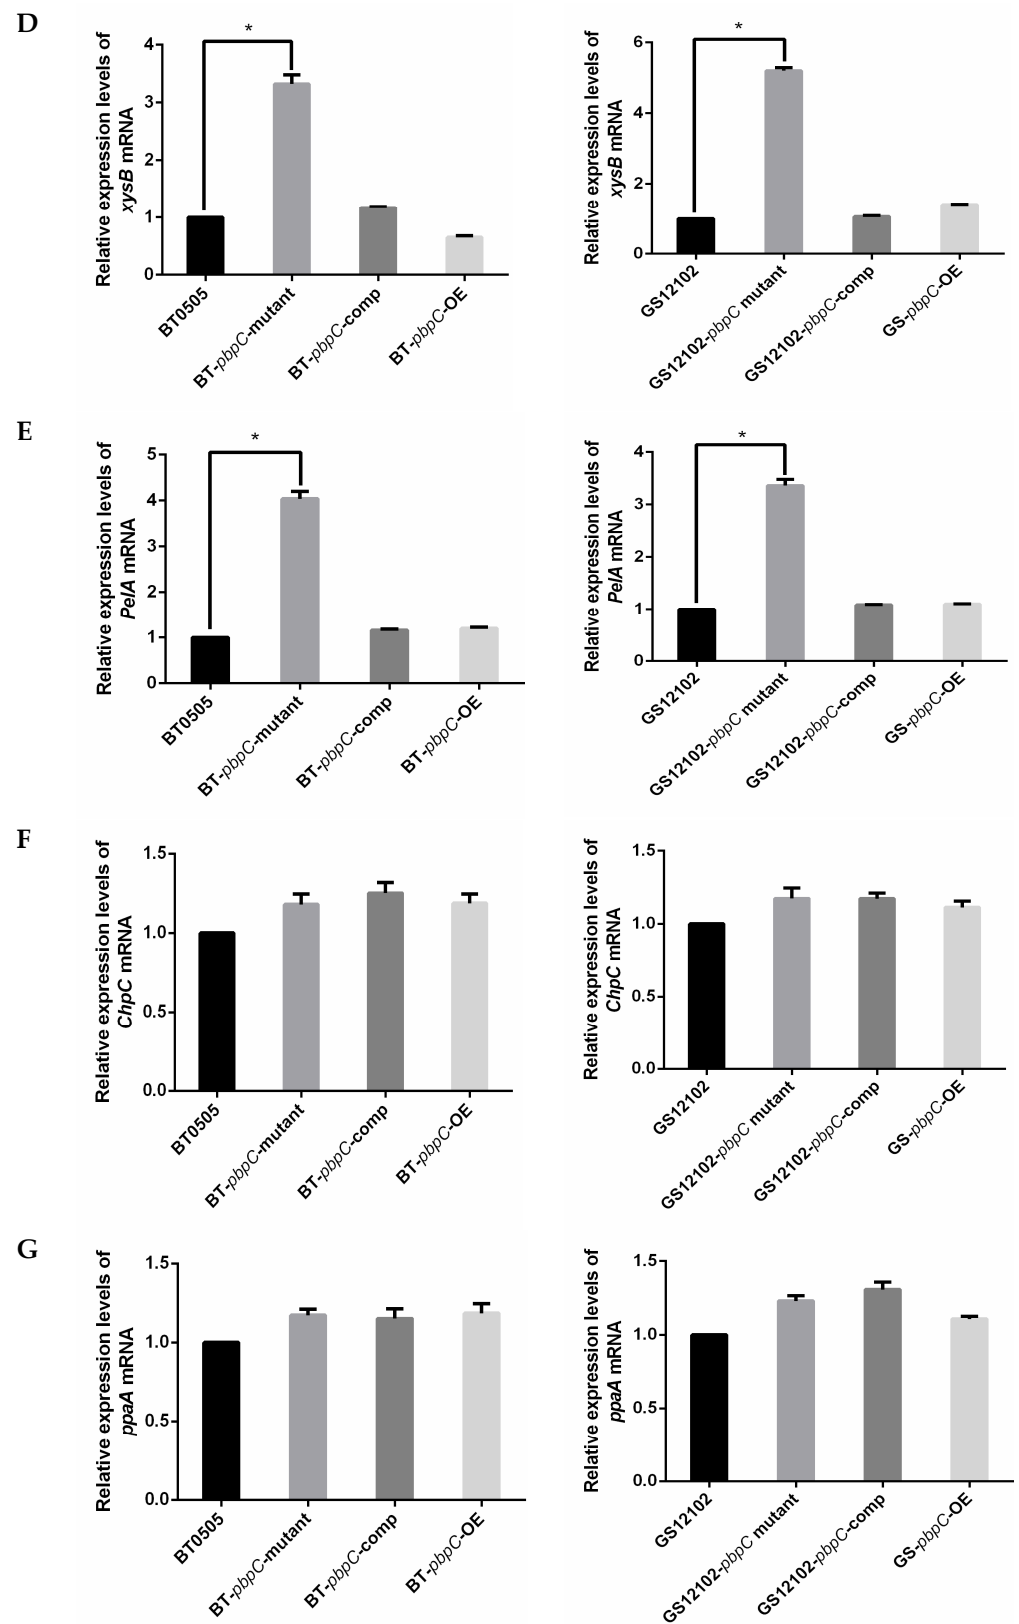 D
Relative expression levels of
xysB mRNA
4
3
2
1
0
*
BT0505
BT-pbpC-mutant
BT-pbpC-comp
BT-pbpC-OE
Relative expression levels of
xysB mRNA
6
4
2
0
*
GS12102
GS12102-pbpC mutant
GS12102-pbpC-comp
GS-pbpC-OE
E
Relative expression levels of
PelA mRNA
5
4
3
2
1
0
*
BT0505
BT-pbpC-mutant
BT-pbpC-comp
BT-pbpC-OE
Relative expression levels of
PelA mRNA
4
3
2
1
0
*
GS12102
GS12102-pbpC mutant
GS12102-pbpC-comp
GS-pbpC-OE
F
Relative expression levels of
ChpC mRNA
1.5
1.0
0.5
0.0
BT0505
BT-pbpC-mutant
BT-pbpC-comp
BT-pbpC-OE
Relative expression levels of
ChpC mRNA
1.5
1.0
0.5
0.0
GS12102
GS12102-pbpC mutant
GS12102-pbpC-comp
GS-pbpC-OE
G
Relative expression levels of
ppaA mRNA
1.5
1.0
0.5
0.0
BT0505
BT-pbpC-mutant
BT-pbpC-comp
BT-pbpC-OE
Relative expression levels of
ppaA mRNA
1.5
1.0
0.5
0.0
GS12102
GS12102-pbpC mutant
GS12102-pbpC-comp
GS-pbpC-OE